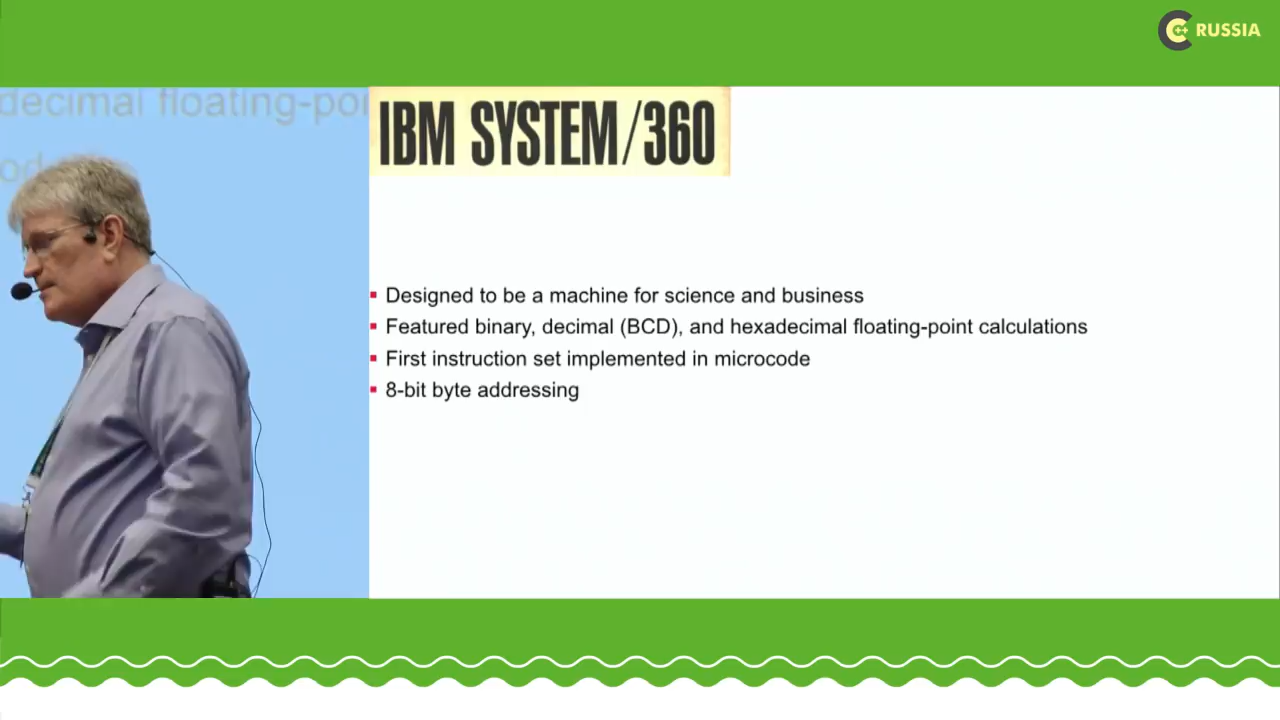 C++ RUSSIA
decimal floating-poi
IBM SYSTEM/360
Designed to be a machine for science and business
Featured binary, decimal (BCD), and hexadecimal floating-point calculations
First instruction set implemented in microcode
8-bit byte addressing